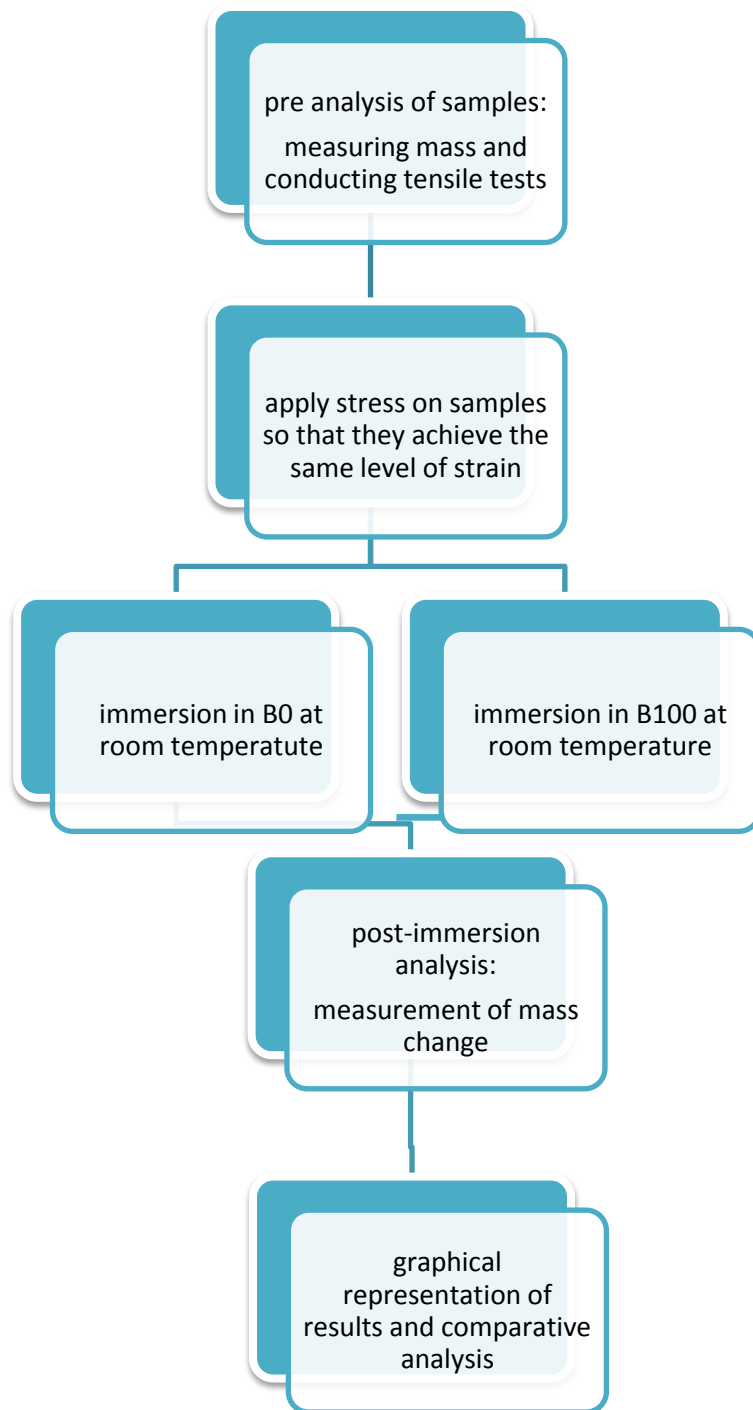 pre analysis of samples:
measuring mass and
conducting tensile tests
apply stress on samples
so that they achieve the
same level of strain
immersion in B0 at
room temperatute
immersion in B100 at
room temperature
post-immersion
analysis:
measurement of mass
change
graphical
representation of
results and comparative
analysis